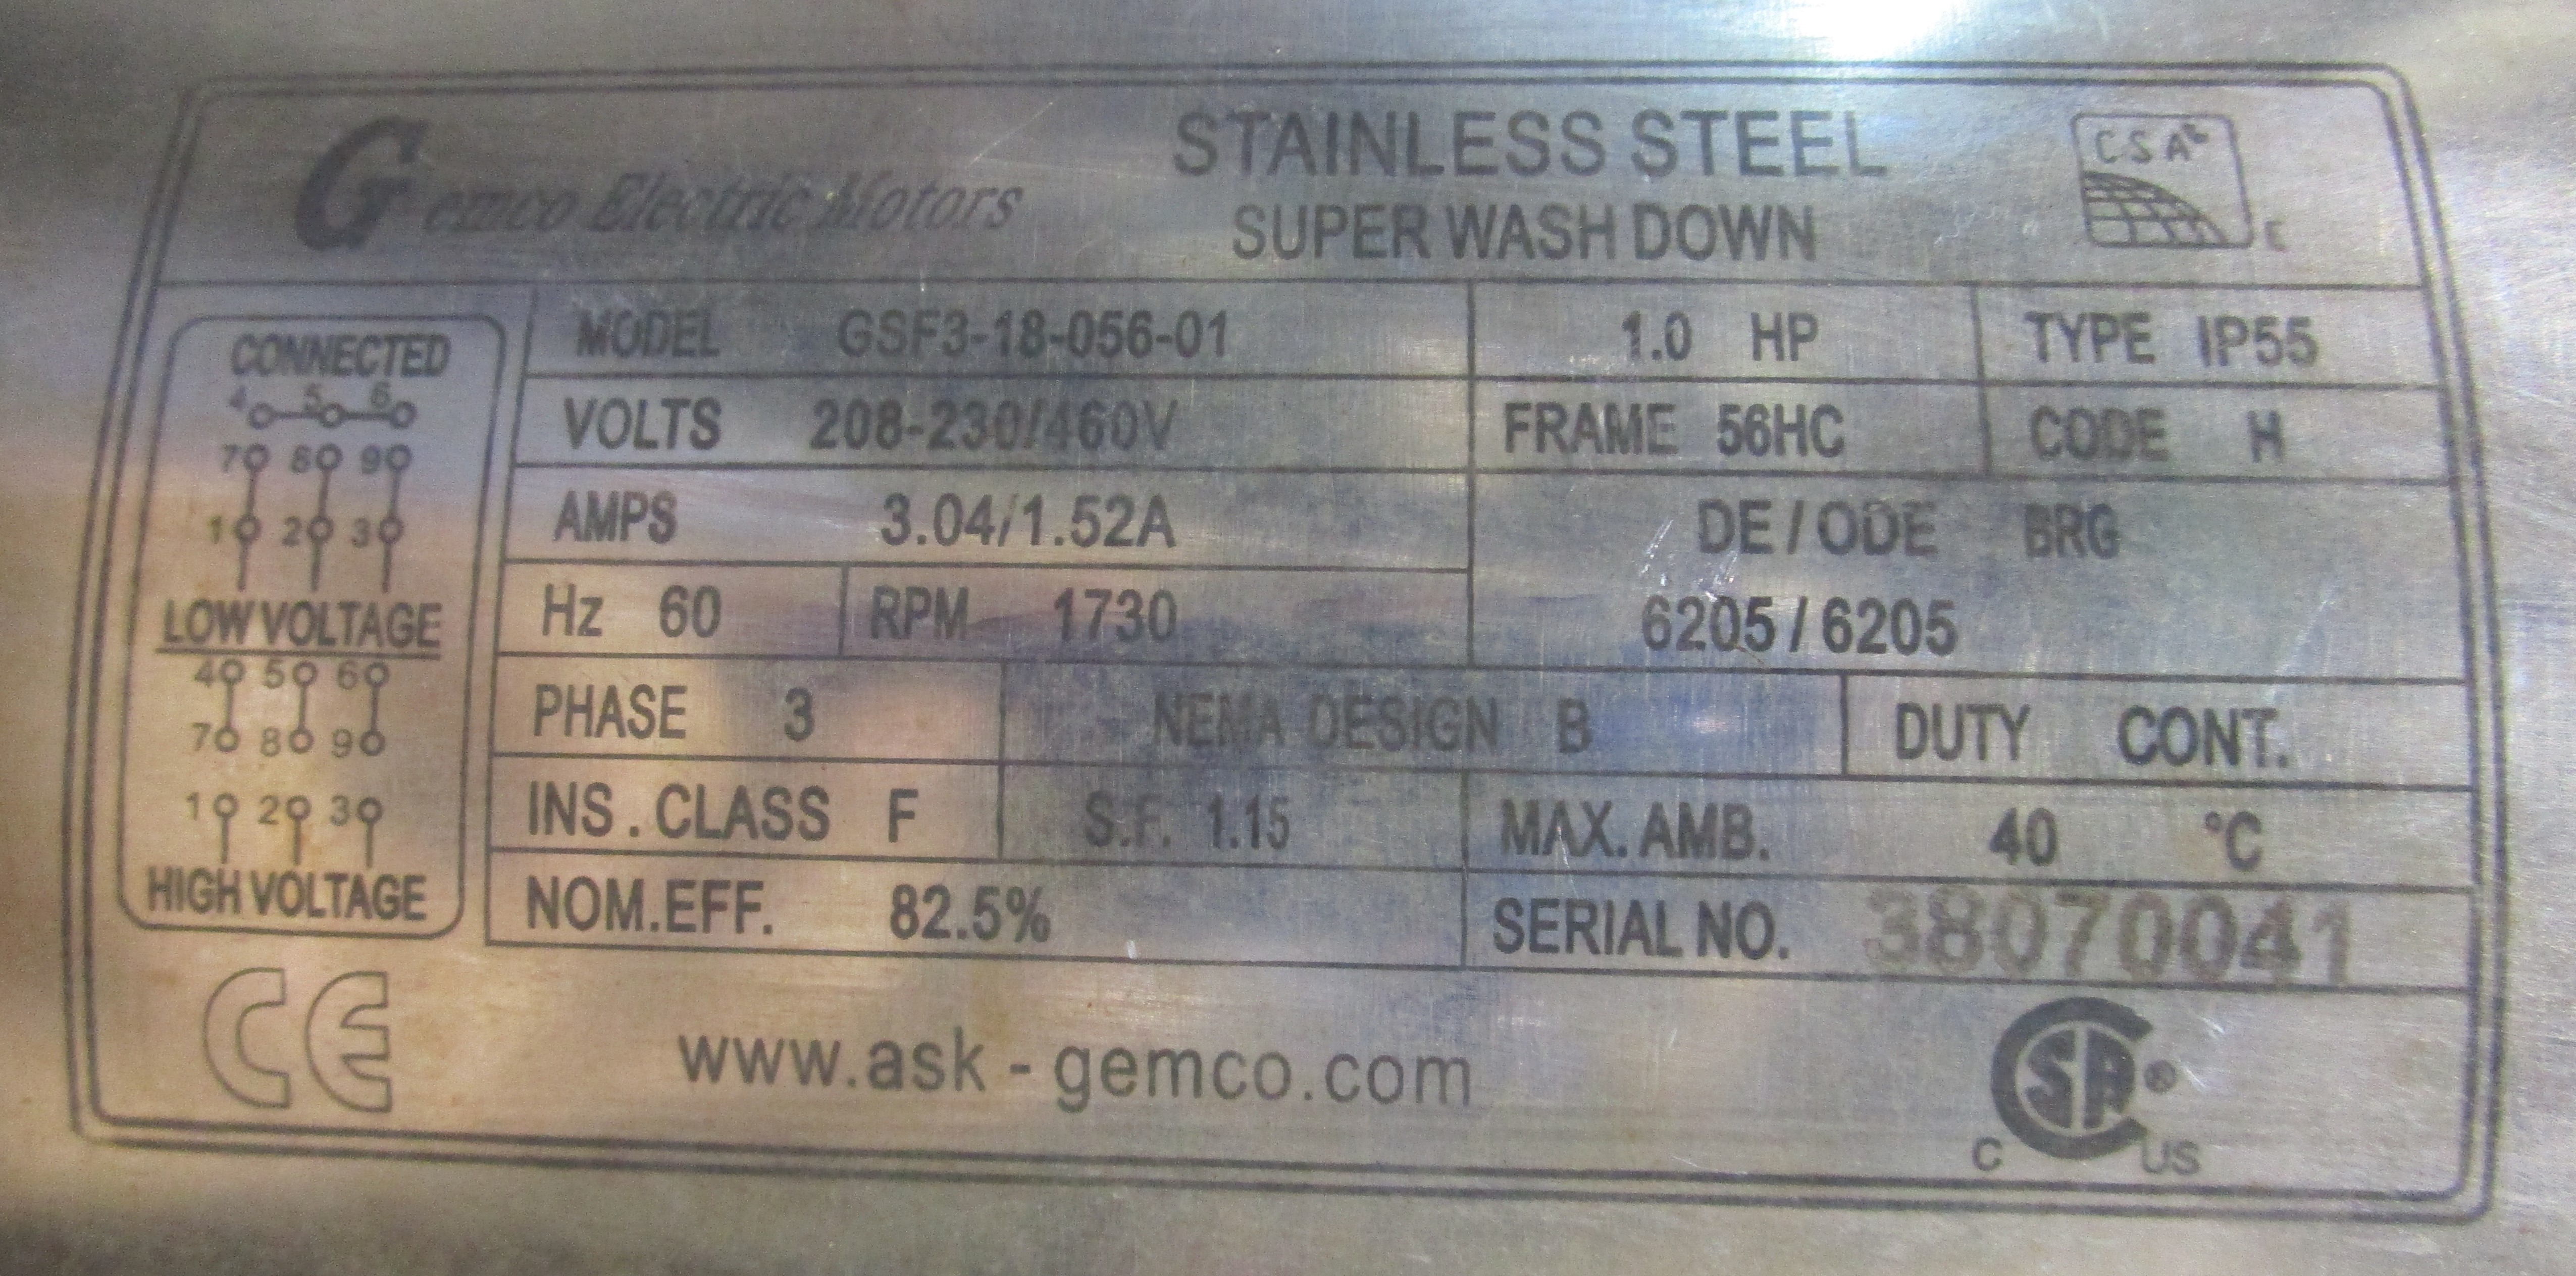 Gemco Electric Motors
STAINLESS STEEL
SUPER WASH DOWN
CSA
E
CONNECTED
4 5 6
7 8 9
1 2 3
LOW VOLTAGE
4 5 6
7 8 9
1 2 3
HIGH VOLTAGE
MODEL GSF3-18-056-01
1.0 HP
TYPE IP55
VOLTS 208-230/460V
FRAME 56HC
CODE H
AMPS 3.04/1.52A
DE / ODE BRG
6205 / 6205
Hz 60
RPM 1730
PHASE 3
NEMA DESIGN B
DUTY CONT.
INS. CLASS F
S.F. 1.15
MAX. AMB. 40 °C
NOM.EFF. 82.5%
SERIAL NO. 38070041
CE
www.ask-gemco.com
CSA®
C US